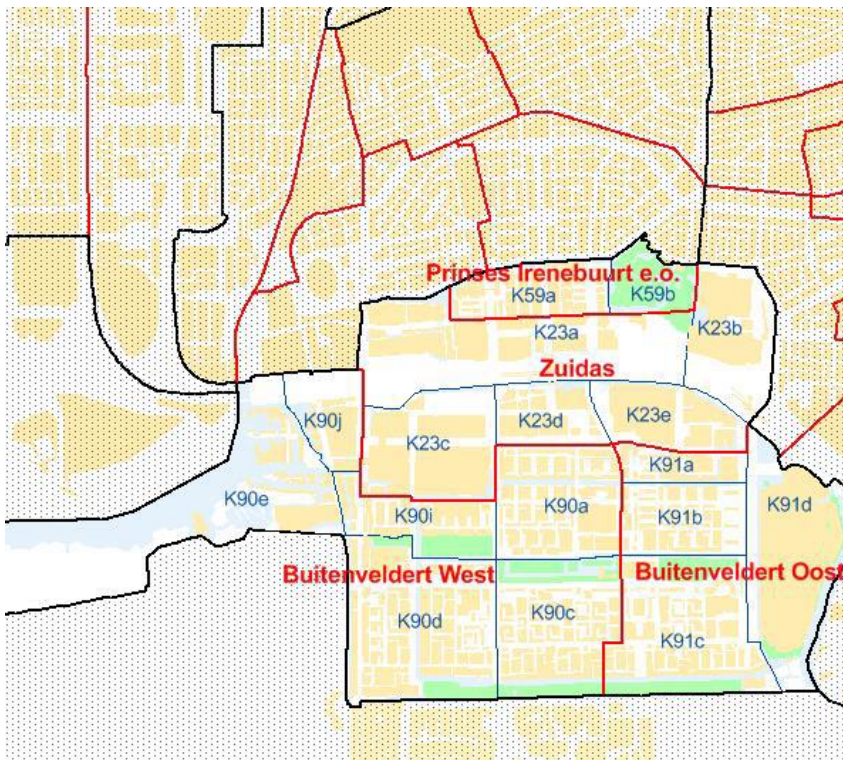 Prinses Irenebuurt e.o.
K59a
K59b
K23a
K23b
Zuidas
K90j
K23c
K23d
K23e
K91a
K90e
K90i
K90a
K91b
K91d
Buitenveldert West
Buitenveldert Oost
K90d
K90c
K91c